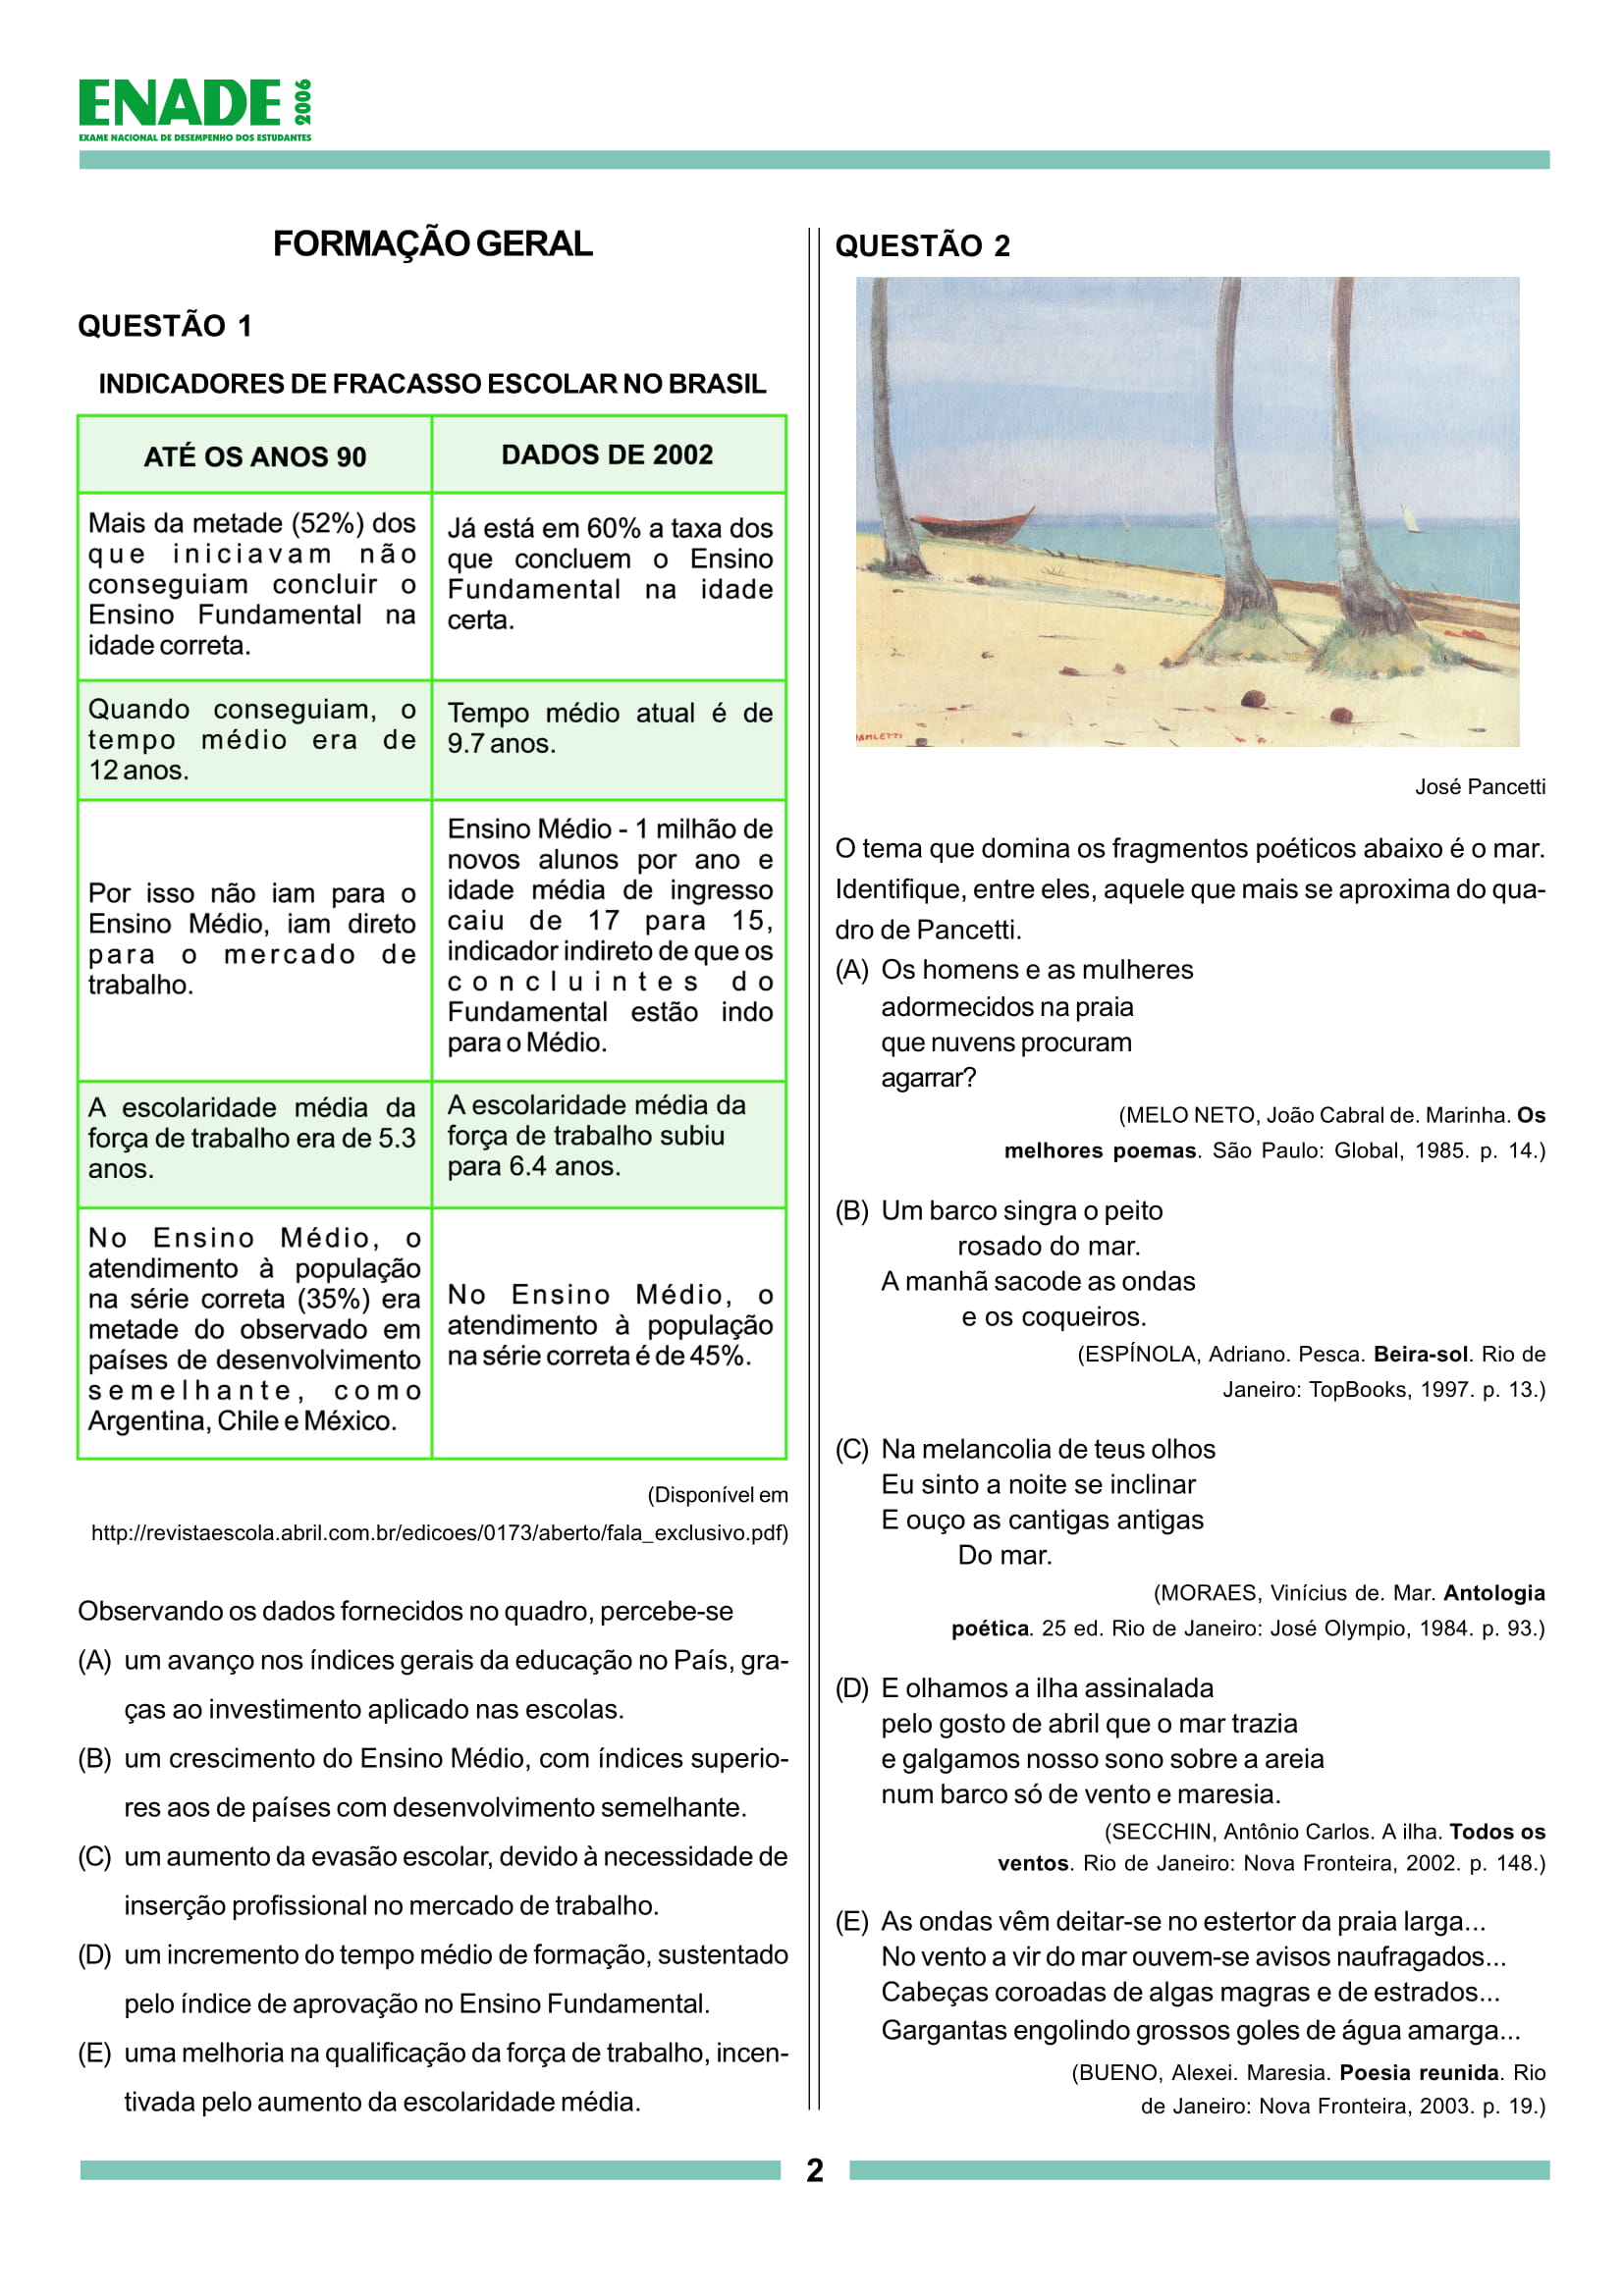 ENADE 2006
EXAME NACIONAL DE DESEMPENHO DOS ESTUDANTES
FORMAÇÃO GERAL
QUESTÃO 1
INDICADORES DE FRACASSO ESCOLAR NO BRASIL
ATÉ OS ANOS 90
DADOS DE 2002
Mais da metade (52%) dos
que iniciavam não
conseguiam concluir o
Ensino Fundamental na
idade correta.
Já está em 60% a taxa dos
que concluem o Ensino
Fundamental na idade
certa.
Quando conseguiam, o
tempo médio era de
12 anos.
Tempo médio atual é de
9.7 anos.
Por isso não iam para o
Ensino Médio, iam direto
para o mercado de
trabalho.
Ensino Médio - 1 milhão de
novos alunos por ano e
idade média de ingresso
caiu de 17 para 15,
indicador indireto de que os
concluintes do
Fundamental estão indo
para o Médio.
A escolaridade média da
força de trabalho era de 5.3
anos.
A escolaridade média da
força de trabalho subiu
para 6.4 anos.
No Ensino Médio, o
atendimento à população
na série correta (35%) era
metade do observado em
países de desenvolvimento
semelhante, como
Argentina, Chile e México.
No Ensino Médio, o
atendimento à população
na série correta é de 45%.
(Disponível em
http://revistaescola.abril.com.br/edicoes/0173/aberto/fala_exclusivo.pdf)
Observando os dados fornecidos no quadro, percebe-se
(A) um avanço nos índices gerais da educação no País, gra-
ças ao investimento aplicado nas escolas.
(B) um crescimento do Ensino Médio, com índices superio-
res aos de países com desenvolvimento semelhante.
(C) um aumento da evasão escolar, devido à necessidade de
inserção profissional no mercado de trabalho.
(D) um incremento do tempo médio de formação, sustentado
pelo índice de aprovação no Ensino Fundamental.
(E) uma melhoria na qualificação da força de trabalho, incen-
tivada pelo aumento da escolaridade média.
QUESTÃO 2
José Pancetti
O tema que domina os fragmentos poéticos abaixo é o mar.
Identifique, entre eles, aquele que mais se aproxima do qua-
dro de Pancetti.
(A) Os homens e as mulheres
adormecidos na praia
que nuvens procuram
agarrar?
(MELO NETO, João Cabral de. Marinha. Os
melhores poemas. São Paulo: Global, 1985. p. 14.)
(B) Um barco singra o peito
rosado do mar.
A manhã sacode as ondas
e os coqueiros.
(ESPÍNOLA, Adriano. Pesca. Beira-sol. Rio de
Janeiro: TopBooks, 1997. p. 13.)
(C) Na melancolia de teus olhos
Eu sinto a noite se inclinar
E ouço as cantigas antigas
Do mar.
(MORAES, Vinícius de. Mar. Antologia
poética. 25 ed. Rio de Janeiro: José Olympio, 1984. p. 93.)
(D) E olhamos a ilha assinalada
pelo gosto de abril que o mar trazia
e galgamos nosso sono sobre a areia
num barco só de vento e maresia.
(SECCHIN, Antônio Carlos. A ilha. Todos os
ventos. Rio de Janeiro: Nova Fronteira, 2002. p. 148.)
(E) As ondas vêm deitar-se no estertor da praia larga...
No vento a vir do mar ouvem-se avisos naufragados...
Cabeças coroadas de algas magras e de estrados...
Gargantas engolindo grossos goles de água amarga...
(BUENO, Alexei. Maresia. Poesia reunida. Rio
de Janeiro: Nova Fronteira, 2003. p. 19.)
2